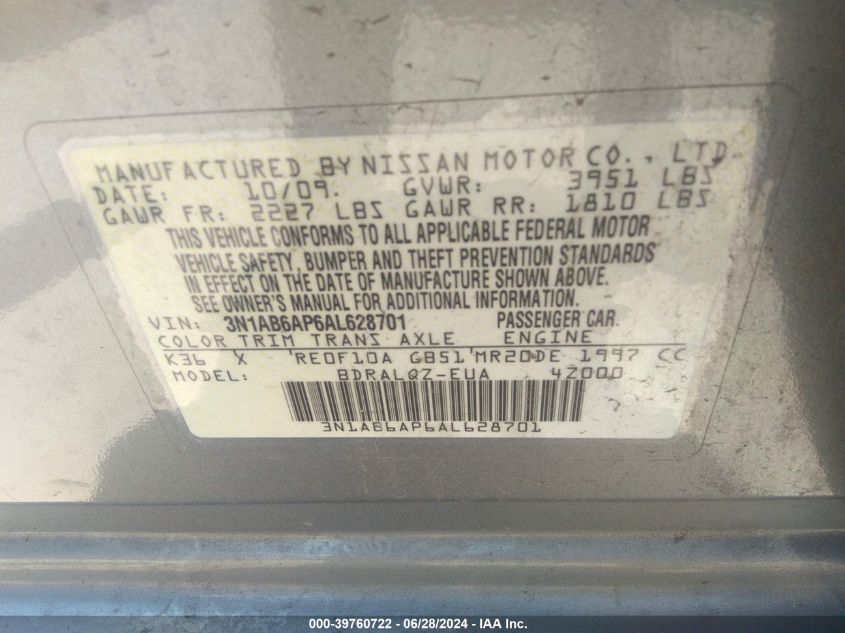 MANUFACTURED BY NISSAN MOTOR CO., LTD
DATE: 10/09. GVWR: 3951 LBS
GAWR FR: 2227 LBS GAWR RR: 1810 LBS
THIS VEHICLE CONFORMS TO ALL APPLICABLE FEDERAL MOTOR
VEHICLE SAFETY, BUMPER AND THEFT PREVENTION STANDARDS
IN EFFECT ON THE DATE OF MANUFACTURE SHOWN ABOVE.
SEE OWNER'S MANUAL FOR ADDITIONAL INFORMATION.
VIN: 3N1AB6AP6AL628701 PASSENGER CAR.
COLOR TRIM TRANS AXLE ENGINE
K36 X RE0F10A GB51 MR20DE 1997 CC
MODEL: BDRALQZ-EUA 42000
3N1AB6AP6AL628701
000-39760722 - 06/28/2024 - IAA Inc.